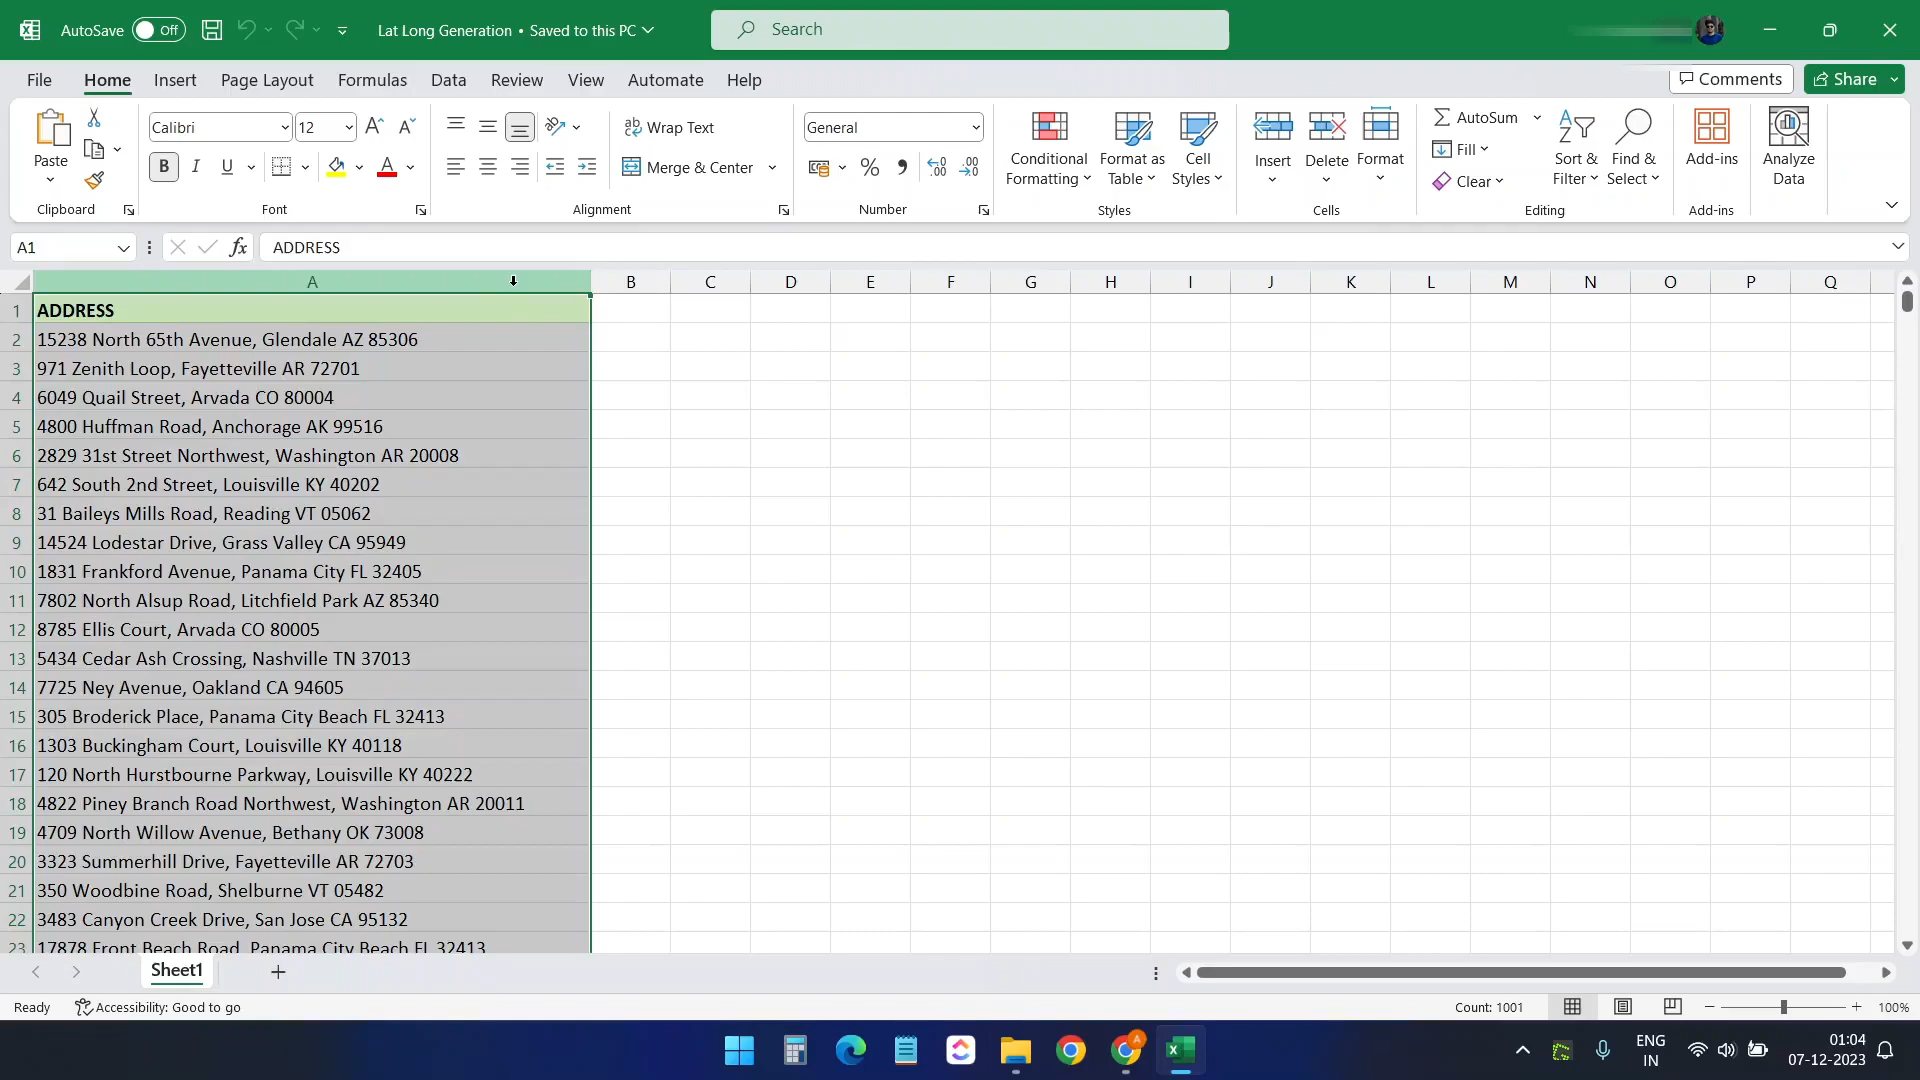 AutoSave Off Lat Long Generation • Saved to this PC Search
File Home Insert Page Layout Formulas Data Review View Automate Help Comments Share
Paste Clipboard
Calibri 12 B I U A Font
ab Wrap Text Merge & Center Alignment
General % Number
Conditional Formatting Format as Table Cell Styles Styles
Insert Delete Format Cells
AutoSum Fill Clear Sort & Filter Find & Select Editing
Add-ins Add-ins
Analyze Data
A1 fx ADDRESS
A B C D E F G H I J K L M N O P Q
1 ADDRESS
2 15238 North 65th Avenue, Glendale AZ 85306
3 971 Zenith Loop, Fayetteville AR 72701
4 6049 Quail Street, Arvada CO 80004
5 4800 Huffman Road, Anchorage AK 99516
6 2829 31st Street Northwest, Washington AR 20008
7 642 South 2nd Street, Louisville KY 40202
8 31 Baileys Mills Road, Reading VT 05062
9 14524 Lodestar Drive, Grass Valley CA 95949
10 1831 Frankford Avenue, Panama City FL 32405
11 7802 North Alsup Road, Litchfield Park AZ 85340
12 8785 Ellis Court, Arvada CO 80005
13 5434 Cedar Ash Crossing, Nashville TN 37013
14 7725 Ney Avenue, Oakland CA 94605
15 305 Broderick Place, Panama City Beach FL 32413
16 1303 Buckingham Court, Louisville KY 40118
17 120 North Hurstbourne Parkway, Louisville KY 40222
18 4822 Piney Branch Road Northwest, Washington AR 20011
19 4709 North Willow Avenue, Bethany OK 73008
20 3323 Summerhill Drive, Fayetteville AR 72703
21 350 Woodbine Road, Shelburne VT 05482
22 3483 Canyon Creek Drive, San Jose CA 95132
23 17878 Front Beach Road, Panama City Beach FL 32413
Sheet1
Ready Accessibility: Good to go Count: 1001 100%
ENG IN 01:04 07-12-2023